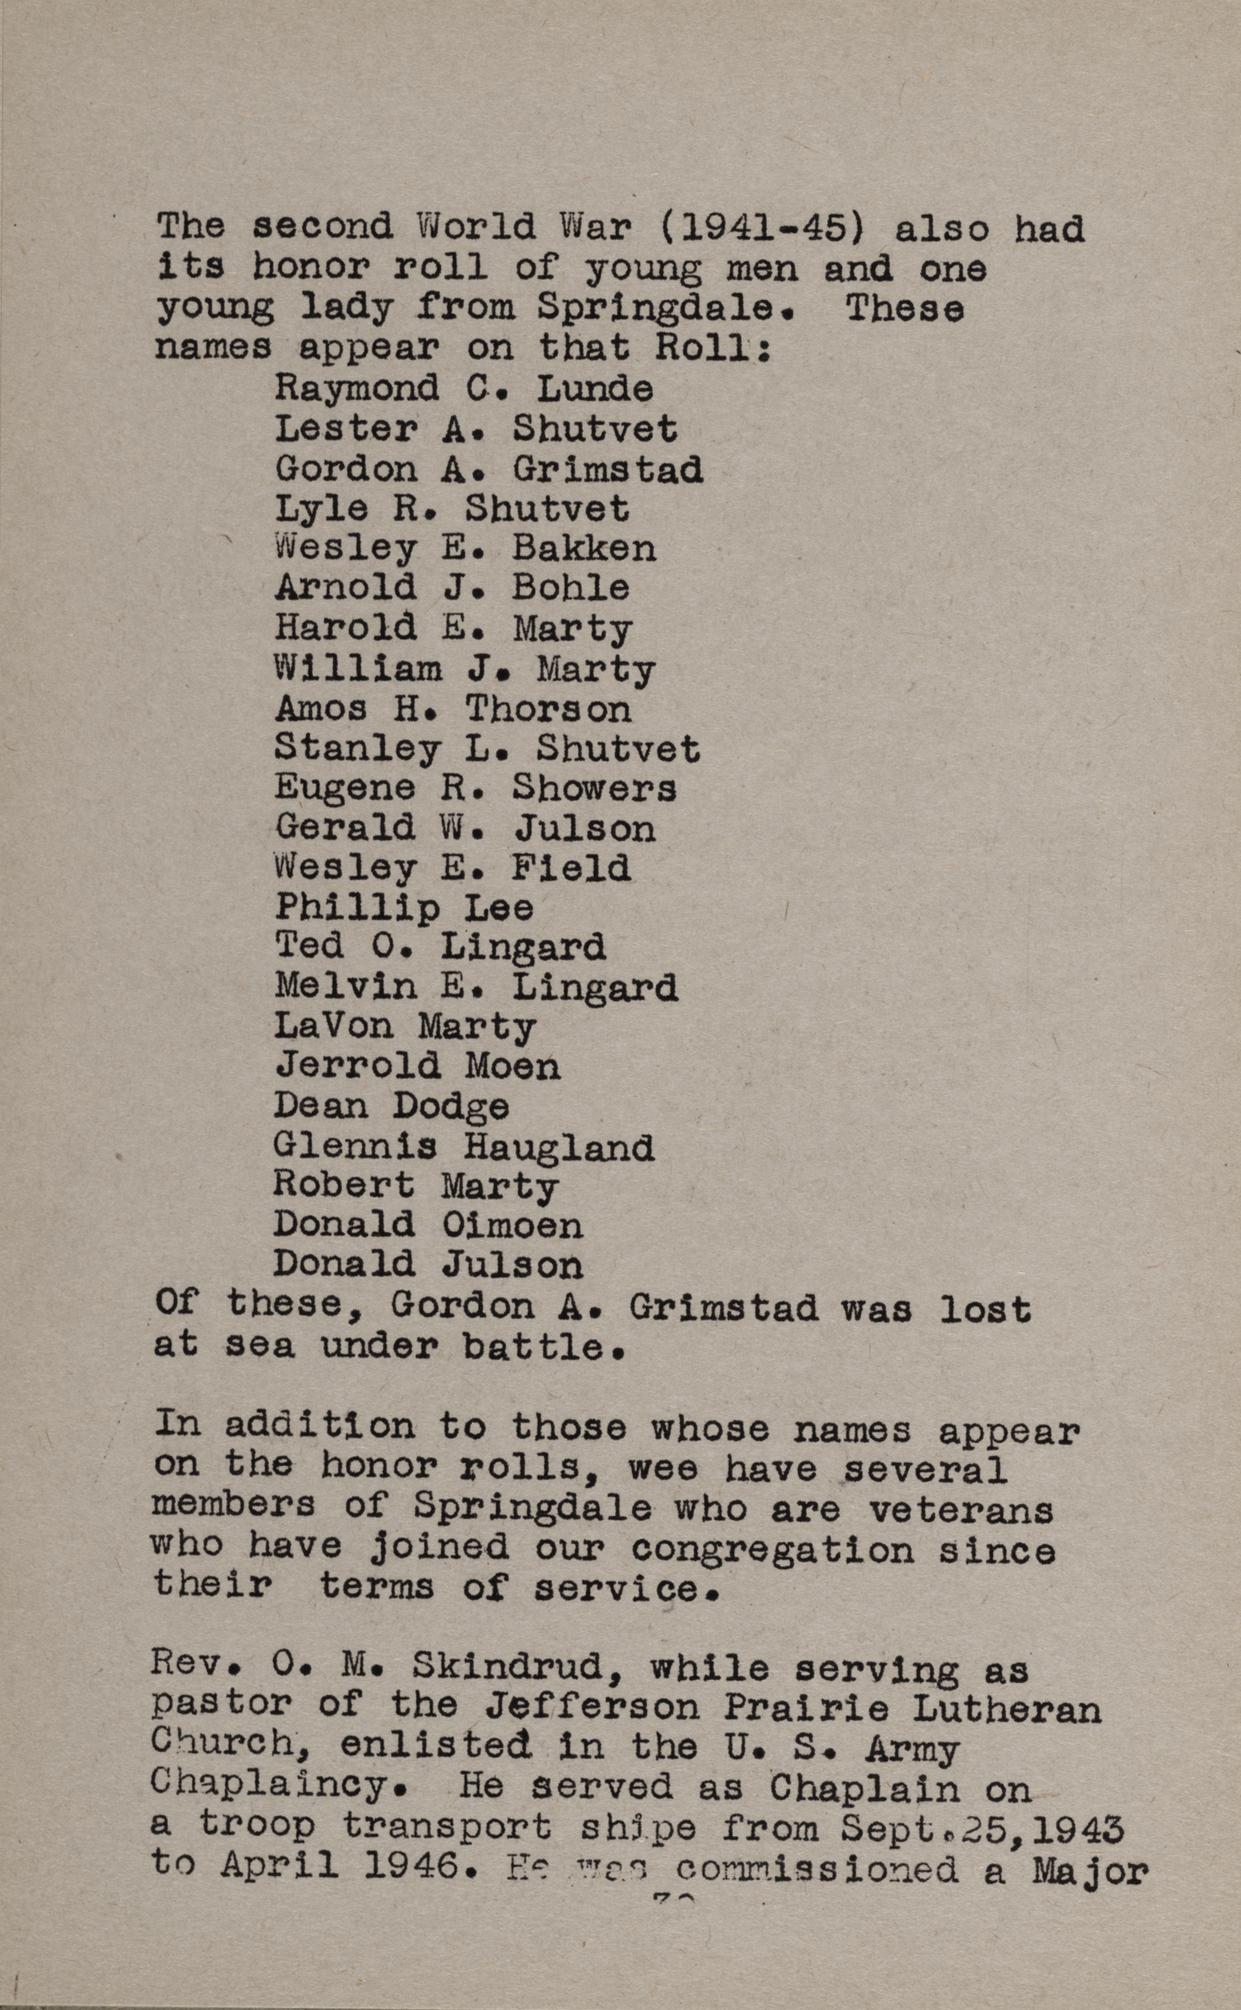 The second World War (1941-45) also had
its honor roll of young men and one
young lady from Springdale. These
names appear on that Roll:
Raymond C. Lunde
Lester A. Shutvet
Gordon A. Grimstad
Lyle R. Shutvet
Wesley E. Bakken
Arnold J. Bohle
Harold E. Marty
William J. Marty
Amos H. Thorson
Stanley L. Shutvet
Eugene R. Showers
Gerald W. Julson
Wesley E. Field
Phillip Lee
Ted O. Lingard
Melvin E. Lingard
LaVon Marty
Jerrold Moen
Dean Dodge
Glennis Haugland
Robert Marty
Donald Oimoen
Donald Julson
Of these, Gordon A. Grimstad was lost
at sea under battle.
In addition to those whose names appear
on the honor rolls, wee have several
members of Springdale who are veterans
who have joined our congregation since
their terms of service.
Rev. O. M. Skindrud, while serving as
pastor of the Jefferson Prairie Lutheran
Church, enlisted in the U. S. Army
Chaplaincy. He served as Chaplain on
a troop transport shipe from Sept.25,1943
to April 1946. He was commissioned a Major